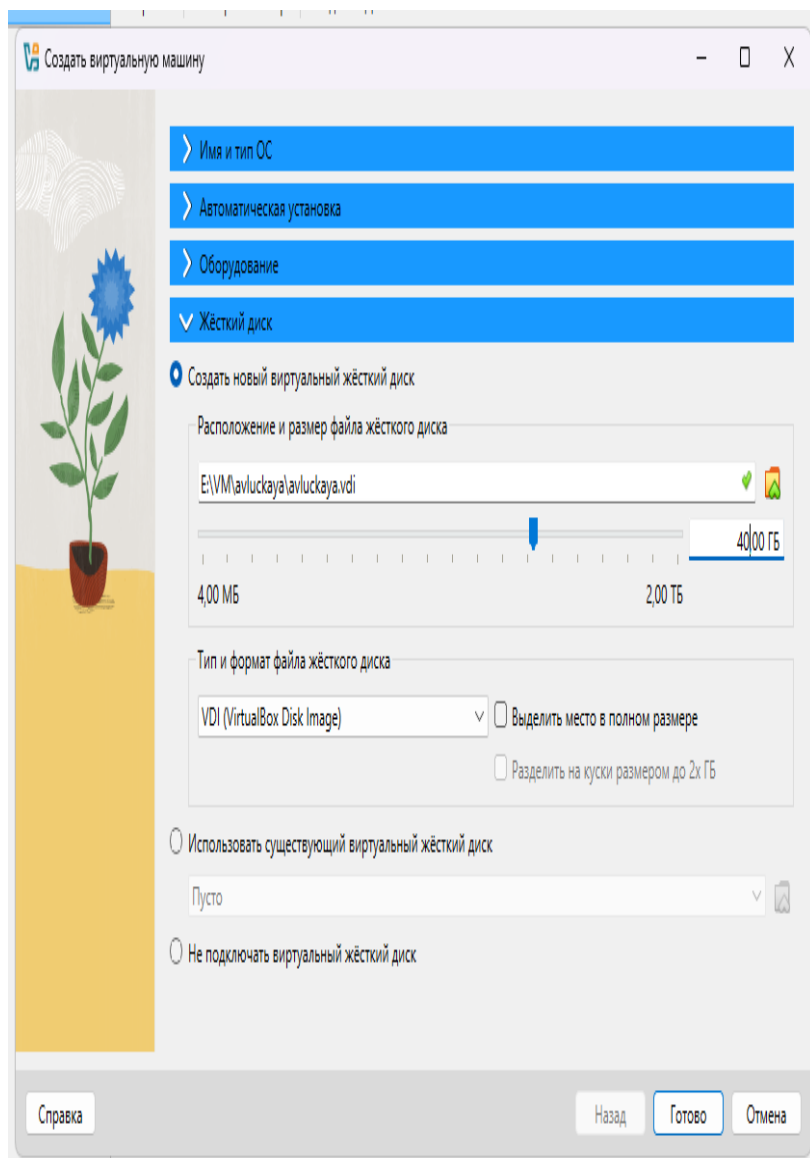 Создать виртуальную машину
Имя и тип ОС
Автоматическая установка
Оборудование
Жёсткий диск
Создать новый виртуальный жёсткий диск
Расположение и размер файла жёсткого диска
E:\VM\avluckaya\avluckaya.vdi
40,00 ГБ
4,00 МБ 2,00 ТБ
Тип и формат файла жёсткого диска
VDI (VirtualBox Disk Image) Выделить место в полном размере
Разделить на куски размером до 2х ГБ
Использовать существующий виртуальный жёсткий диск
Пусто
Не подключать виртуальный жёсткий диск
Справка Назад Готово Отмена